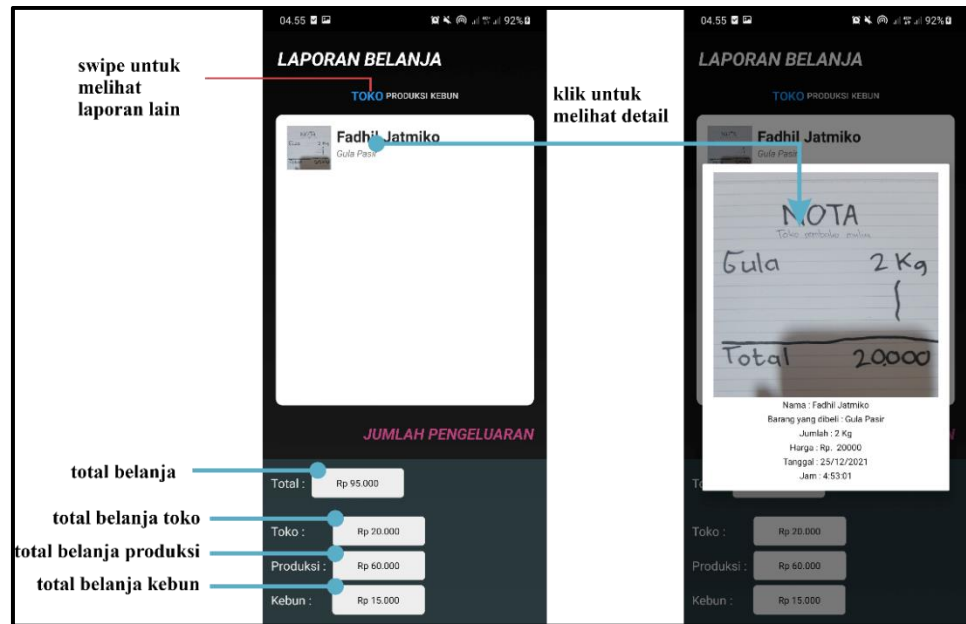 04.55
92%
LAPORAN BELANJA
swipe untuk
melihat
laporan lain
TOKO PRODUKSI KEBUN
Fadhil Jatmiko
Gula Pasir
JUMLAH PENGELUARAN
total belanja
Total :
Rp 95.000
total belanja toko
Toko :
Rp 20.000
total belanja produksi
Produksi :
Rp 60.000
total belanja kebun
Kebun :
Rp 15.000
klik untuk
melihat detail
04.55
92%
LAPORAN BELANJA
TOKO PRODUKSI KEBUN
Fadhil Jatmiko
Gula Pasir
NOTA
Toko
Gula 2 Kg
Total 20.000
Nama : Fadhil Jatmiko
Barang yang dibeli : Gula Pasir
Jumlah : 2 Kg
Harga : Rp. 20000
Tanggal : 25/12/2021
Jam : 4:53:01
Toko :
Rp 20.000
Produksi :
Rp 60.000
Kebun :
Rp 15.000